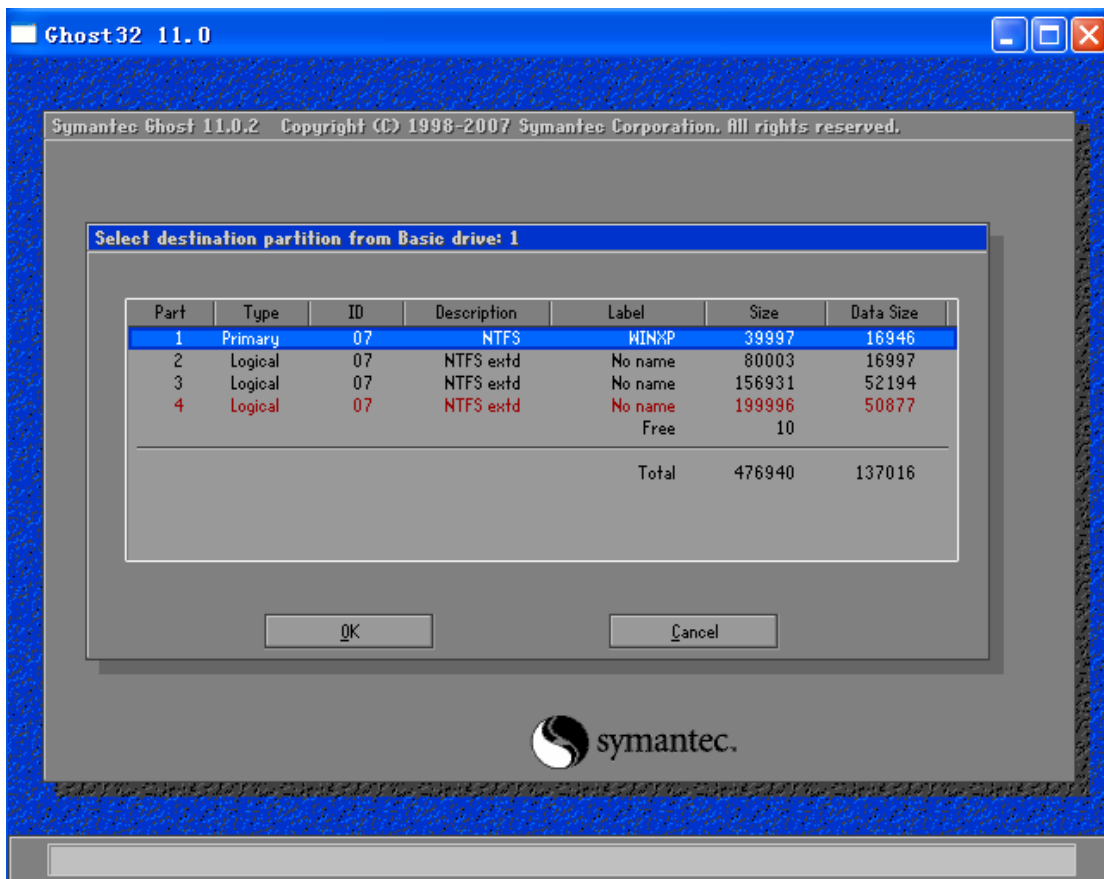 Ghost32 11.0
Symantec Ghost 11.0.2 Copyright (C) 1998-2007 Symantec Corporation. All rights reserved.
Select destination partition from Basic drive: 1
Part Type ID Description Label Size Data Size
1 Primary 07 NTFS WINXP 39997 16946
2 Logical 07 NTFS extd No name 80003 16997
3 Logical 07 NTFS extd No name 156931 52194
4 Logical 07 NTFS extd No name 199996 50877
Free 10
Total 476940 137016
OK Cancel
symantec.